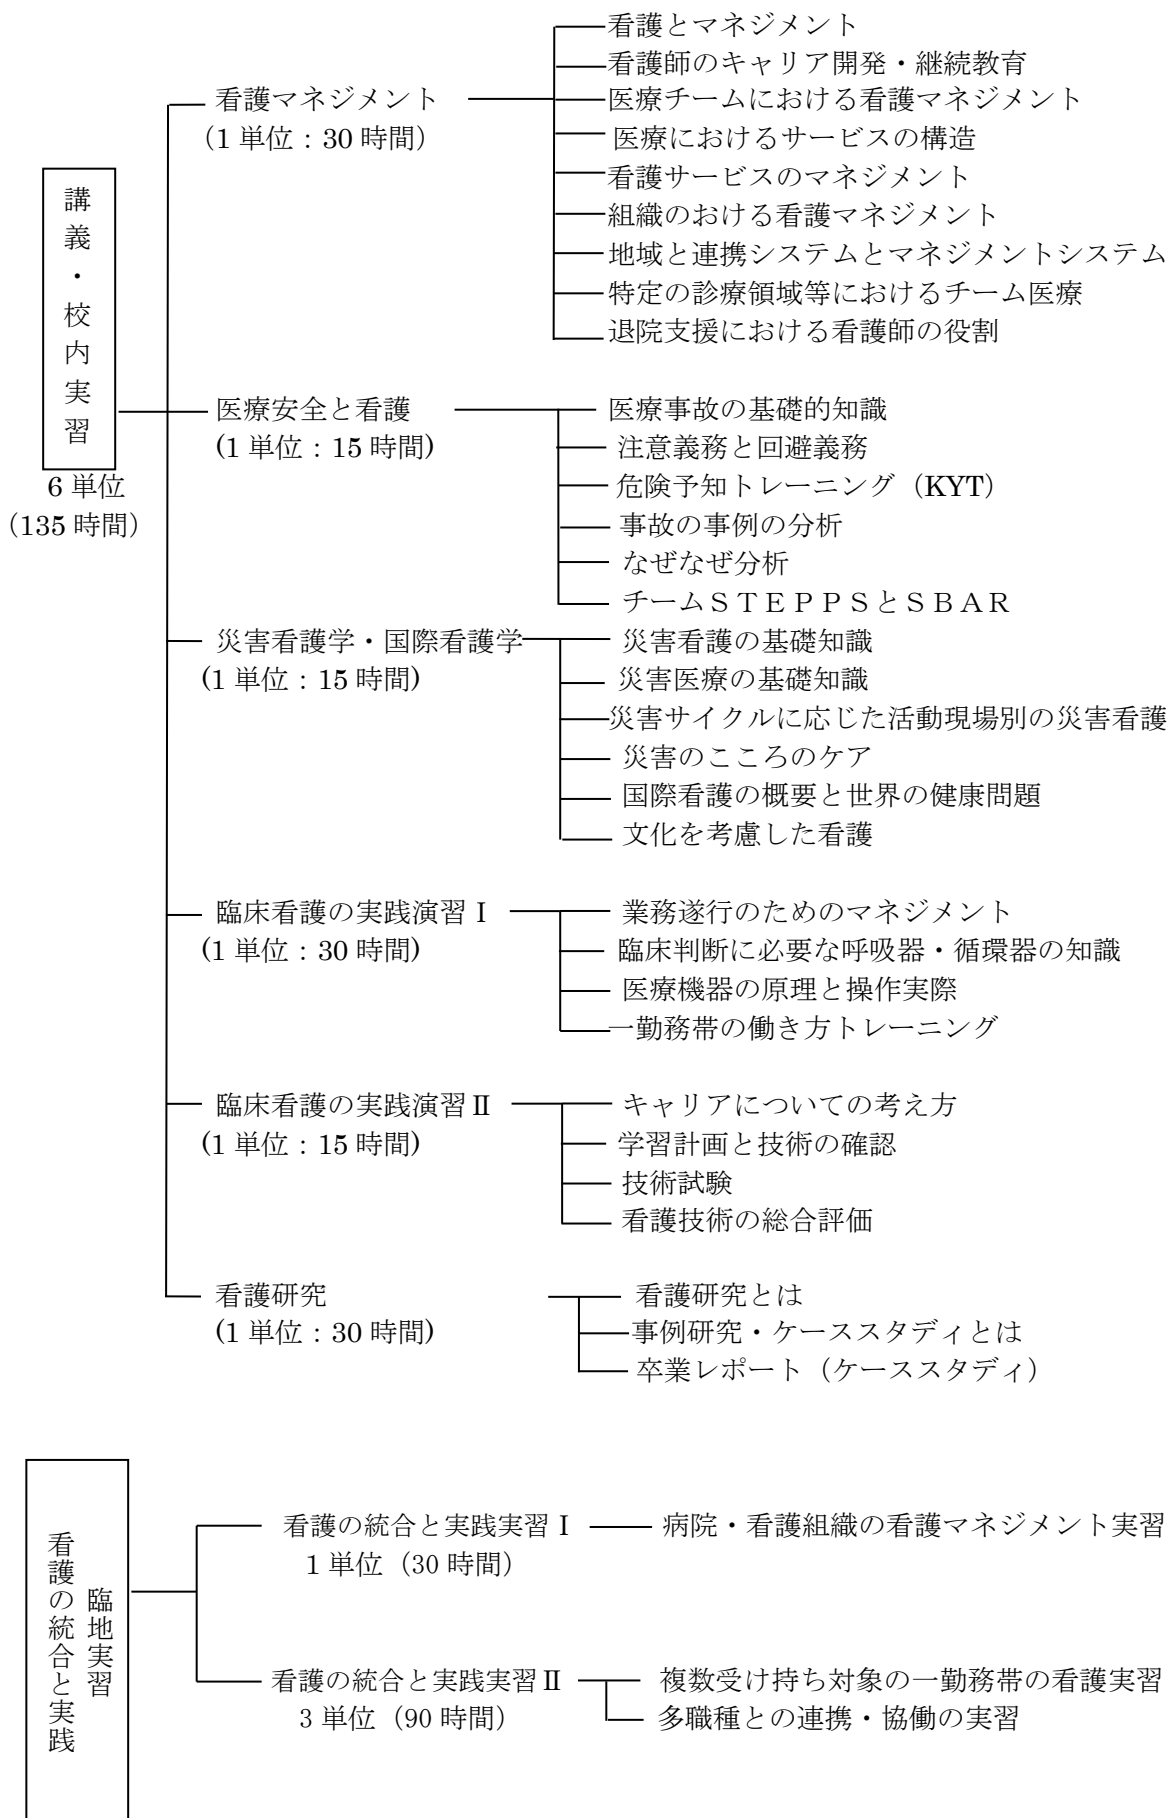 講義・校内実習
6単位
（135時間）
看護マネジメント
（1単位：30時間）
看護とマネジメント
看護師のキャリア開発・継続教育
医療チームにおける看護マネジメント
医療におけるサービスの構造
看護サービスのマネジメント
組織のおける看護マネジメント
地域と連携システムとマネジメントシステム
特定の診療領域等におけるチーム医療
退院支援における看護師の役割
医療安全と看護
(1単位：15時間)
医療事故の基礎的知識
注意義務と回避義務
危険予知トレーニング（KYT）
事故の事例の分析
なぜなぜ分析
チームＳＴＥＰＰＳとＳＢＡＲ
災害看護学・国際看護学
(1単位：15時間)
災害看護の基礎知識
災害医療の基礎知識
災害サイクルに応じた活動現場別の災害看護
災害のこころのケア
国際看護の概要と世界の健康問題
文化を考慮した看護
臨床看護の実践演習Ⅰ
(1単位：30時間)
業務遂行のためのマネジメント
臨床判断に必要な呼吸器・循環器の知識
医療機器の原理と操作実際
一勤務帯の働き方トレーニング
臨床看護の実践演習Ⅱ
(1単位：15時間)
キャリアについての考え方
学習計画と技術の確認
技術試験
看護技術の総合評価
看護研究
(1単位：30時間)
看護研究とは
事例研究・ケーススタディとは
卒業レポート（ケーススタディ）
臨地実習
看護の統合と実践
看護の統合と実践実習Ⅰ
1単位（30時間）
病院・看護組織の看護マネジメント実習
看護の統合と実践実習Ⅱ
3単位（90時間）
複数受け持ち対象の一勤務帯の看護実習
多職種との連携・協働の実習